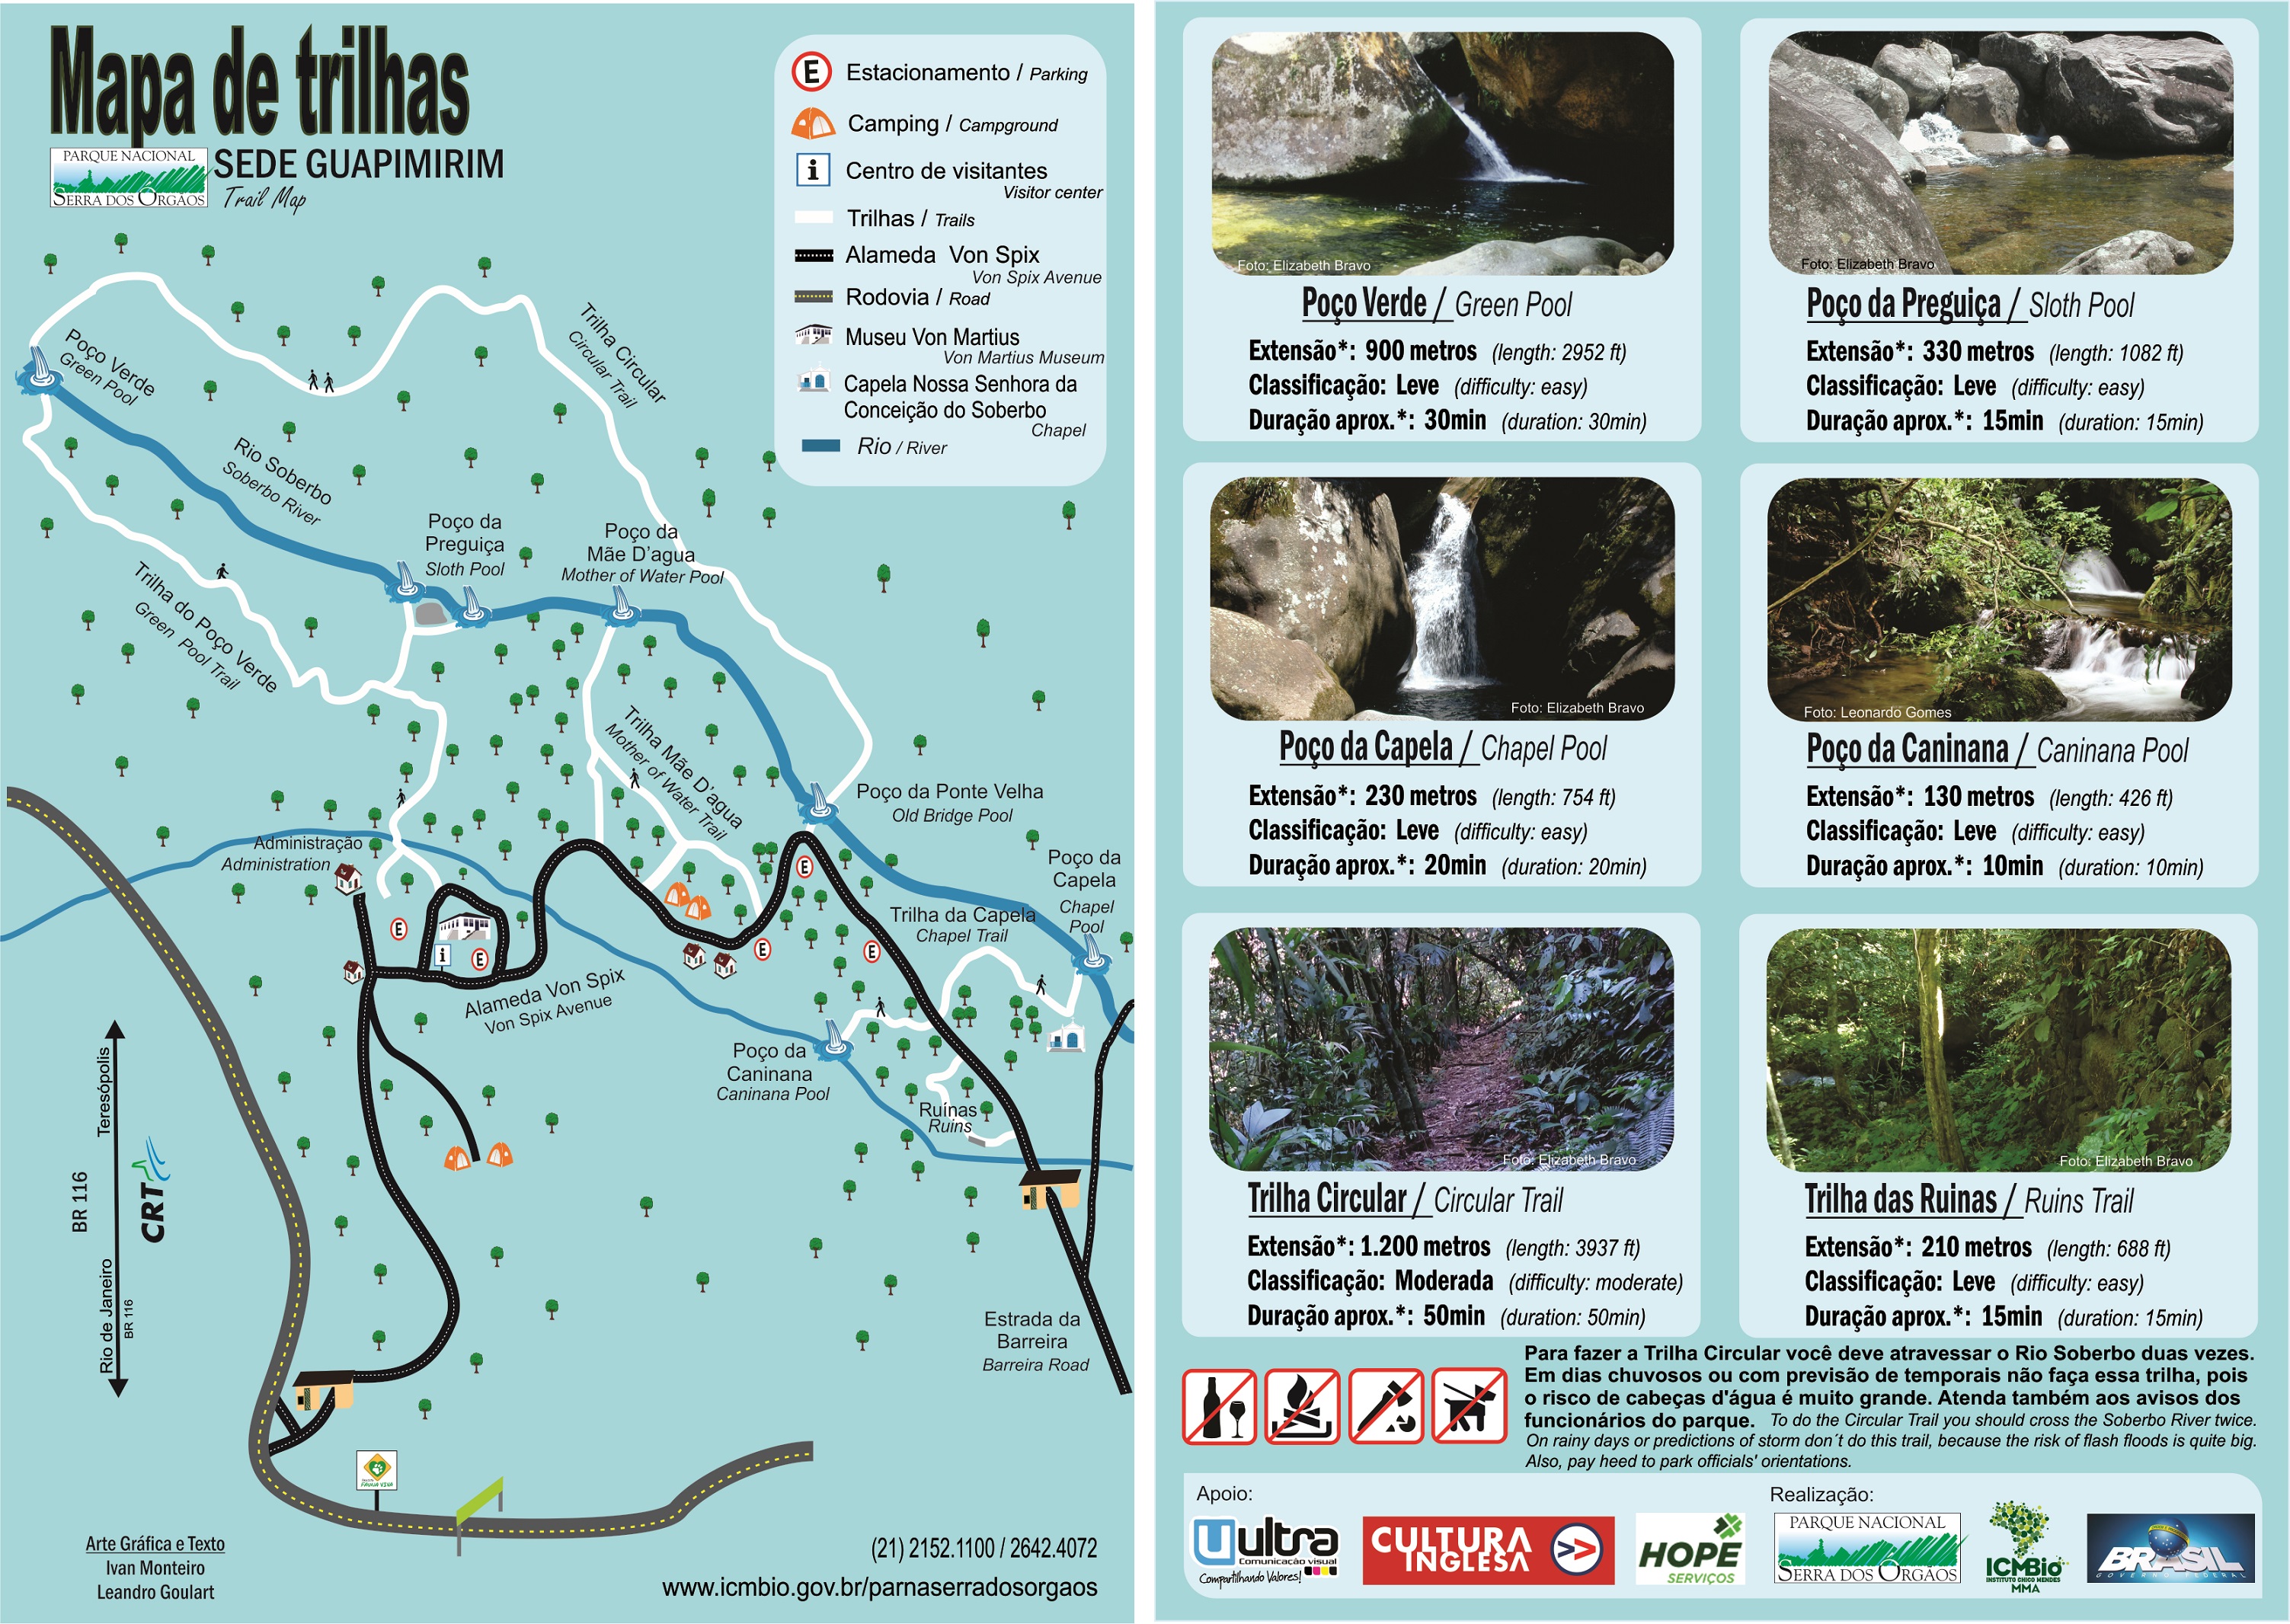 Mapa de trilhas
PARQUE NACIONAL
SERRA DOS ORGAOS
SEDE GUAPIMIRIM
Trail Map
E Estacionamento / Parking
Camping / Campground
i Centro de visitantes
Visitor center
Trilhas / Trails
Alameda Von Spix
Von Spix Avenue
Rodovia / Road
Museu Von Martius
Von Martius Museum
Capela Nossa Senhora da
Conceição do Soberbo
Chapel
Rio / River
Poço Verde
Green Pool
Trilha Circular
Circular Trail
Rio Soberbo
Soberbo River
Poço da
Preguiça
Sloth Pool
Poço da
Mãe D'agua
Mother of Water Pool
Trilha do Poço Verde
Green Pool Trail
Trilha Mãe D'agua
Mother of Water Trail
Poço da Ponte Velha
Old Bridge Pool
Administração
Administration
Poço da
Capela
Chapel
Pool
Trilha da Capela
Chapel Trail
E
E
E
E
E
i
Alameda Von Spix
Von Spix Avenue
Poço da
Caninana
Caninana Pool
Ruínas
Ruins
Teresópolis
BR 116
Rio de Janeiro
BR 116
CRT
Estrada da
Barreira
Barreira Road
FAUNA VIVA
Arte Gráfica e Texto
Ivan Monteiro
Leandro Goulart
(21) 2152.1100 / 2642.4072
www.icmbio.gov.br/parnaserradosorgaos
Foto: Elizabeth Bravo
Poço Verde / Green Pool
Extensão*: 900 metros (length: 2952 ft)
Classificação: Leve (difficulty: easy)
Duração aprox.*: 30min (duration: 30min)
Foto: Elizabeth Bravo
Poço da Preguiça / Sloth Pool
Extensão*: 330 metros (length: 1082 ft)
Classificação: Leve (difficulty: easy)
Duração aprox.*: 15min (duration: 15min)
Foto: Elizabeth Bravo
Poço da Capela / Chapel Pool
Extensão*: 230 metros (length: 754 ft)
Classificação: Leve (difficulty: easy)
Duração aprox.*: 20min (duration: 20min)
Foto: Leonardo Gomes
Poço da Caninana / Caninana Pool
Extensão*: 130 metros (length: 426 ft)
Classificação: Leve (difficulty: easy)
Duração aprox.*: 10min (duration: 10min)
Foto: Elizabeth Bravo
Trilha Circular / Circular Trail
Extensão*: 1.200 metros (length: 3937 ft)
Classificação: Moderada (difficulty: moderate)
Duração aprox.*: 50min (duration: 50min)
Foto: Elizabeth Bravo
Trilha das Ruinas / Ruins Trail
Extensão*: 210 metros (length: 688 ft)
Classificação: Leve (difficulty: easy)
Duração aprox.*: 15min (duration: 15min)
Para fazer a Trilha Circular você deve atravessar o Rio Soberbo duas vezes.
Em dias chuvosos ou com previsão de temporais não faça essa trilha, pois
o risco de cabeças d'água é muito grande. Atenda também aos avisos dos
funcionários do parque. To do the Circular Trail you should cross the Soberbo River twice.
On rainy days or predictions of storm don´t do this trail, because the risk of flash floods is quite big.
Also, pay heed to park officials' orientations.
Apoio:
ultra
Comunicação visual
Compartilhando Valores!
CULTURA
INGLESA
HOPE
SERVIÇOS
Realização:
PARQUE NACIONAL
SERRA DOS ORGAOS
ICMBio
INSTITUTO CHICO MENDES
MMA
BRASIL
GOVERNO FEDERAL